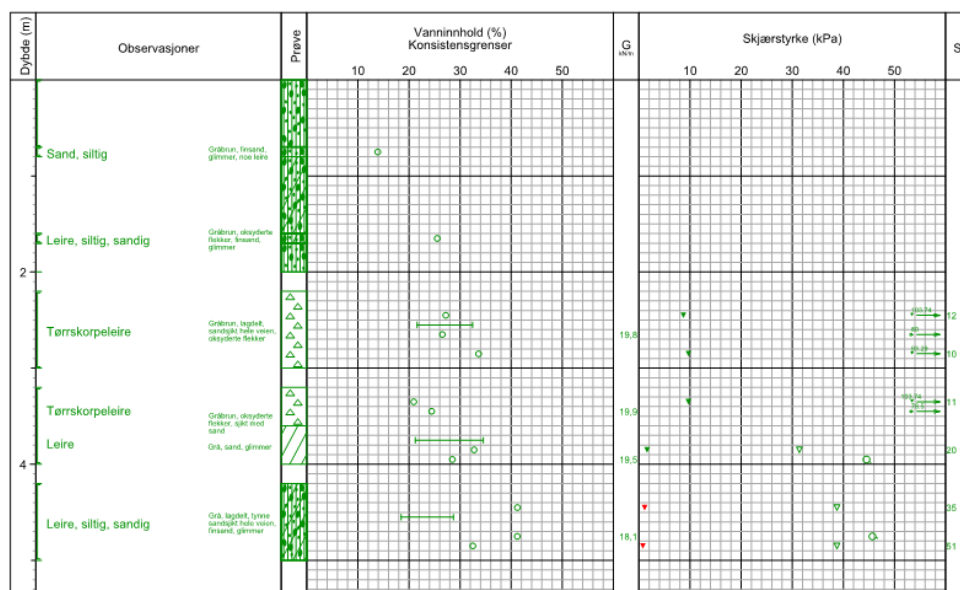 Dybde (m)
Observasjoner
Prøve
Vanninnhold (%)
Konsistensgrenser
10 20 30 40 50
G
kN/m
Skjærstyrke (kPa)
10 30 40 50
S
Sand, siltig
Gråbrun, finsand,
glimmer, noe leire
Leire, siltig, sandig
Gråbrun, oksyderte
flekker, finsand,
glimmer
2
Tørrskorpeleire
Gråbrun, lagdelt,
sandsjikt hele veien,
oksyderte flekker
19,8
80
12
10
Tørrskorpeleire
Gråbrun, oksyderte
flekker, sjikt med
sand
19,9
11
Leire
Grå, sand, glimmer
20
4
19,5
Leire, siltig, sandig
Grå, lagdelt, tynne
sandsjikt hele veien,
finsand, glimmer
18,1
35
51